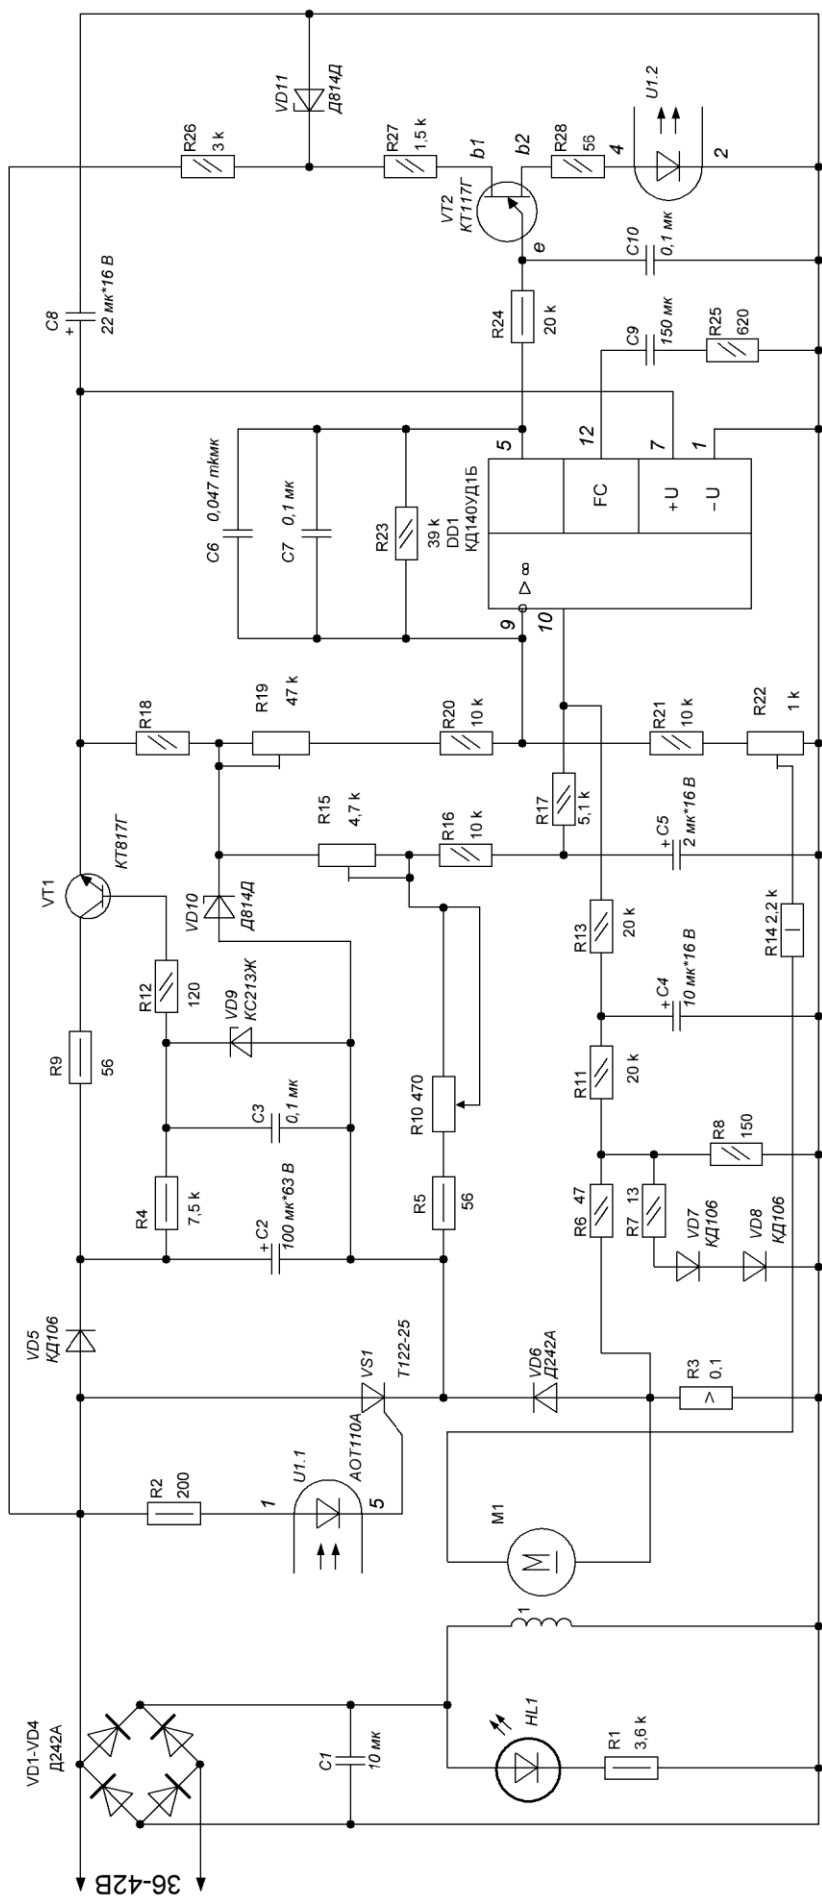 36-42В
VD1-VD4
Д242А
C1
10 мк
HL1
R1
3,6 k
1
M1
M
R2
200
1
U1.1
АОТ110А
5
VS1
Т122-25
VD5
КД106
VD6
Д242А
R3
0,1
R4
7,5 k
+ C2
100 мк*63 В
C3
0,1 мк
R5
56
R6
47
R7
13
VD7
КД106
VD8
КД106
R8
150
R9
56
R10 470
R11
20 k
R12
120
VD9
КС213Ж
+ C4
10 мк*16 В
R13
20 k
R14 2,2 k
VT1
КТ817Г
VD10
Д814Д
R15
4,7 k
R16
10 k
R17
5,1 k
+ C5
2 мк*16 В
R18
R19
47 k
R20
10 k
R21
10 k
R22
1 k
C6
0,047 mkмк
C7
0,1 мк
R23
39 k
DD1
КД140УД1Б
9
10
▷ ∞
5
12
7
1
FC
+U
–U
R24
20 k
C9
150 мк
R25
620
C8
+
22 мк*16 В
VT2
КТ117Г
e
b1
b2
C10
0,1 мк
R26
3 k
VD11
Д814Д
R27
1,5 k
R28
56
4
2
U1.2